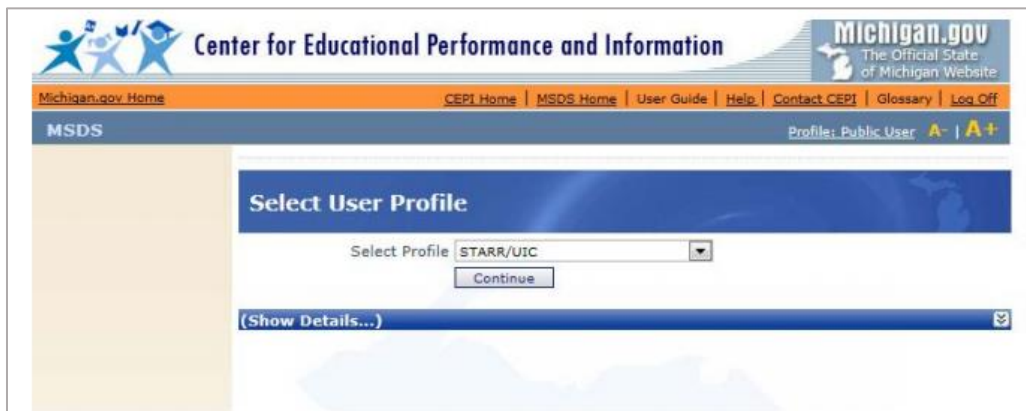 Center for Educational Performance and Information
Michigan.gov
The Official State
of Michigan Website
Michigan.gov Home
CEPI Home | MSDS Home | User Guide | Help | Contact CEPI | Glossary | Log Off
MSDS
Profile: Public User A- | A+
Select User Profile
Select Profile STARR/UIC
Continue
(Show Details...)